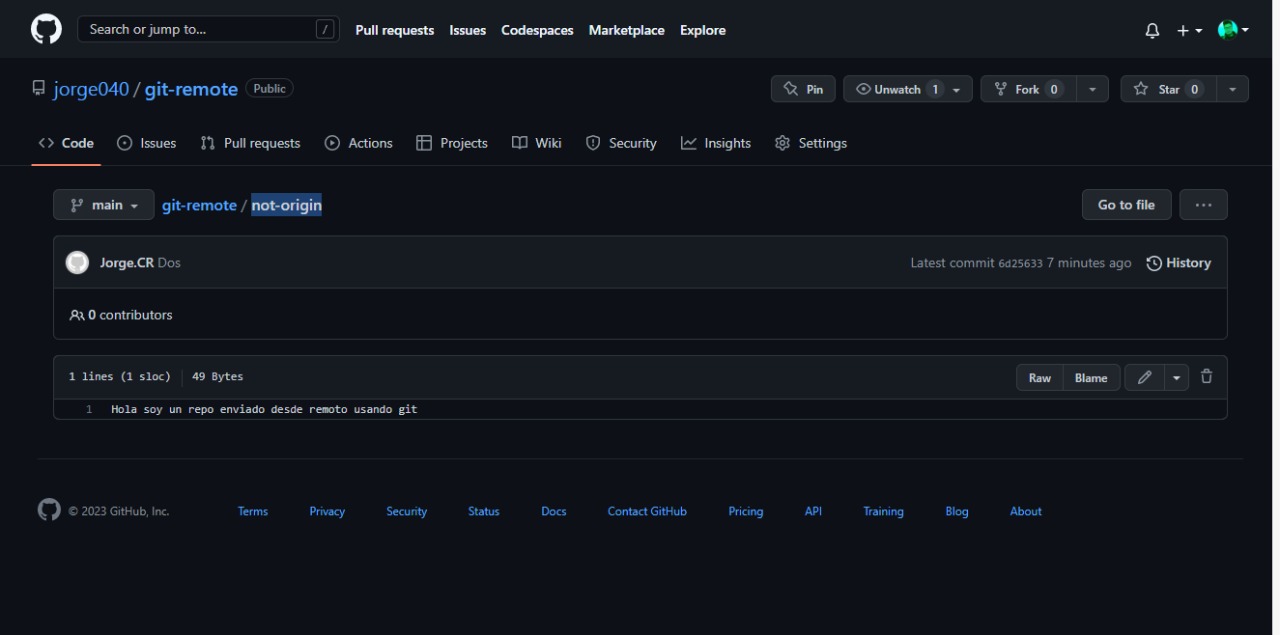 Search or jump to... /
Pull requests Issues Codespaces Marketplace Explore
jorge040 / git-remote Public
Pin Unwatch 1 Fork 0 Star 0
Code Issues Pull requests Actions Projects Wiki Security Insights Settings
main git-remote / not-origin
Go to file ...
Jorge.CR Dos
Latest commit 6d25633 7 minutes ago History
0 contributors
1 lines (1 sloc) 49 Bytes
Raw Blame
1 Hola soy un repo enviado desde remoto usando git
© 2023 GitHub, Inc. Terms Privacy Security Status Docs Contact GitHub Pricing API Training Blog About